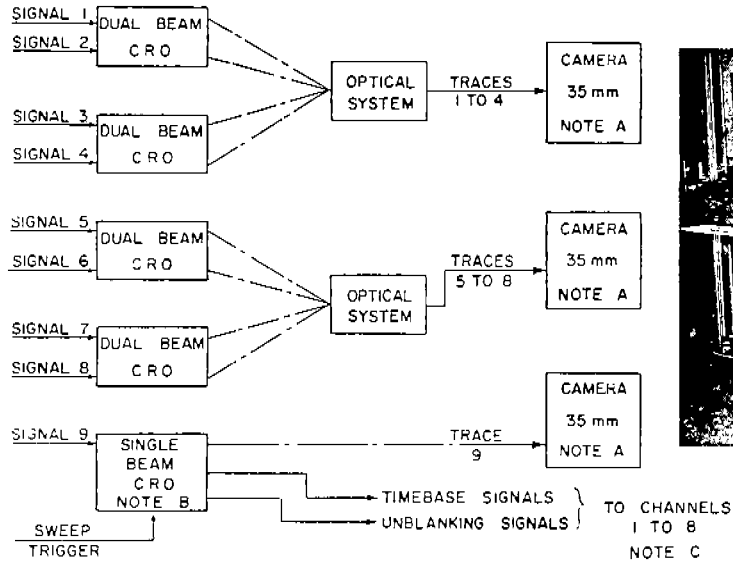 SIGNAL 1
SIGNAL 2
DUAL BEAM
CRO
SIGNAL 3
SIGNAL 4
DUAL BEAM
CRO
OPTICAL
SYSTEM
TRACES
1 TO 4
CAMERA
35 mm
NOTE A
SIGNAL 5
SIGNAL 6
DUAL BEAM
CRO
SIGNAL 7
SIGNAL 8
DUAL BEAM
CRO
OPTICAL
SYSTEM
TRACES
5 TO 8
CAMERA
35 mm
NOTE A
SIGNAL 9
SINGLE
BEAM
CRO
NOTE B
TRACE
9
CAMERA
35 mm
NOTE A
SWEEP
TRIGGER
TIMEBASE SIGNALS
UNBLANKING SIGNALS
TO CHANNELS
1 TO 8
NOTE C